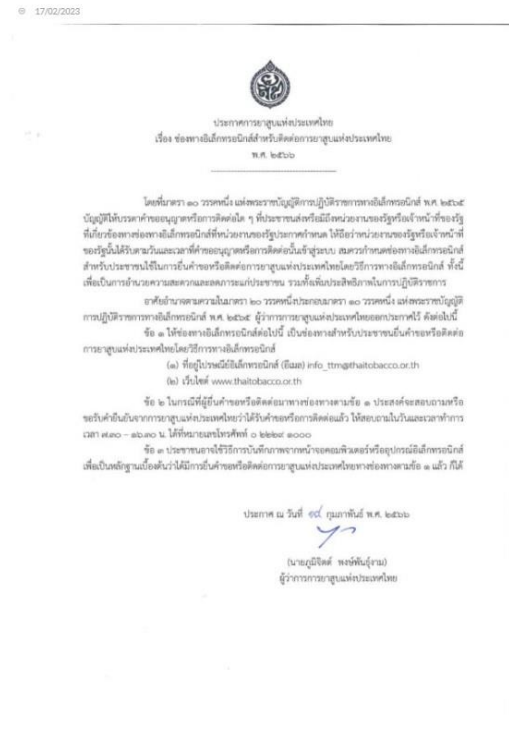 17/02/2023
ประกาศการยาสูบแห่งประเทศไทย
เรื่อง ช่องทางอิเล็กทรอนิกส์สำหรับติดต่อการยาสูบแห่งประเทศไทย
พ.ศ. ๒๕๖๖
โดยที่มาตรา ๑๐ วรรคหนึ่ง แห่งพระราชบัญญัติการปฏิบัติราชการทางอิเล็กทรอนิกส์ พ.ศ. ๒๕๖๕
บัญญัติให้บรรดาคำขออนุญาตหรือการติดต่อใด ๆ ที่ประชาชนส่งหรือมีถึงหน่วยงานของรัฐหรือเจ้าหน้าที่ของรัฐ
ที่เกี่ยวข้องทางช่องทางอิเล็กทรอนิกส์ที่หน่วยงานของรัฐประกาศกำหนด ให้ถือว่าหน่วยงานของรัฐหรือเจ้าหน้าที่
ของรัฐนั้นได้รับตามวันและเวลาที่คำขออนุญาตหรือการติดต่อนั้นเข้าสู่ระบบ สมควรกำหนดช่องทางอิเล็กทรอนิกส์
สำหรับประชาชนใช้ในการยื่นคำขอหรือติดต่อการยาสูบแห่งประเทศไทยโดยวิธีการทางอิเล็กทรอนิกส์ ทั้งนี้
เพื่อเป็นการอำนวยความสะดวกและลดภาระแก่ประชาชน รวมทั้งเพิ่มประสิทธิภาพในการปฏิบัติราชการ
อาศัยอำนาจตามความในมาตรา ๒๐ วรรคหนึ่งประกอบมาตรา ๑๐ วรรคหนึ่ง แห่งพระราชบัญญัติ
การปฏิบัติราชการทางอิเล็กทรอนิกส์ พ.ศ. ๒๕๖๕ ผู้ว่าการการยาสูบแห่งประเทศไทยออกประกาศไว้ ดังต่อไปนี้
ข้อ ๑ ให้ช่องทางอิเล็กทรอนิกส์ต่อไปนี้ เป็นช่องทางสำหรับประชาชนยื่นคำขอหรือติดต่อ
การยาสูบแห่งประเทศไทยโดยวิธีการทางอิเล็กทรอนิกส์
(๑) ที่อยู่ไปรษณีย์อิเล็กทรอนิกส์ (อีเมล) info_ttm@thaitobacco.or.th
(๒) เว็บไซต์ www.thaitobacco.or.th
ข้อ ๒ ในกรณีที่ผู้ยื่นคำขอหรือติดต่อมาทางช่องทางตามข้อ ๑ ประสงค์จะสอบถามหรือ
ขอรับคำยืนยันจากการยาสูบแห่งประเทศไทยว่าได้รับคำขอหรือการติดต่อแล้ว ให้สอบถามในวันและเวลาทำการ
เวลา ๗.๓๐ – ๑๖.๓๐ น. ได้ที่หมายเลขโทรศัพท์ ๐ ๒๒๒๙ ๑๐๐๐
ข้อ ๓ ประชาชนอาจใช้วิธีการบันทึกภาพจากหน้าจอคอมพิวเตอร์หรืออุปกรณ์อิเล็กทรอนิกส์
เพื่อเป็นหลักฐานเบื้องต้นว่าได้มีการยื่นคำขอหรือติดต่อการยาสูบแห่งประเทศไทยทางช่องทางตามข้อ ๑ แล้ว ก็ได้
ประกาศ ณ วันที่ กุมภาพันธ์ พ.ศ. ๒๕๖๖
(นายภูมิจิตต์ พงษ์พันธุ์งาม)
ผู้ว่าการการยาสูบแห่งประเทศไทย